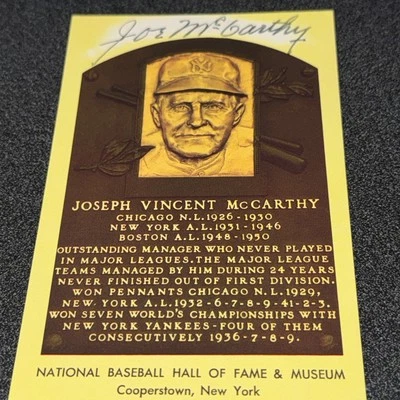 Joe McCarthy
NY
JOSEPH VINCENT McCARTHY
CHICAGO N.L. 1926-1930
NEW YORK A.L. 1931-1946
BOSTON A.L. 1948-1950
OUTSTANDING MANAGER WHO NEVER PLAYED
IN MAJOR LEAGUES. THE MAJOR LEAGUE
TEAMS MANAGED BY HIM DURING 24 YEARS
NEVER FINISHED OUT OF FIRST DIVISION.
WON PENNANTS CHICAGO N.L. 1929,
NEW YORK A.L. 1932-6-7-8-9-41-2-3.
WON SEVEN WORLD'S CHAMPIONSHIPS WITH
NEW YORK YANKEES-FOUR OF THEM
CONSECUTIVELY 1936-7-8-9.
NATIONAL BASEBALL HALL OF FAME & MUSEUM
Cooperstown, New York